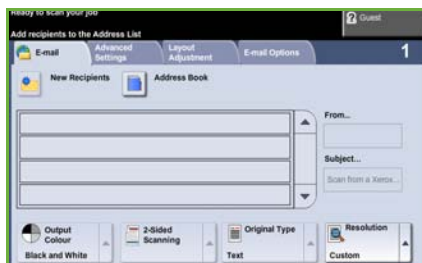 Ready to scan your job
Guest
Add recipients to the Address List
E-mail
Advanced Settings
Layout Adjustment
E-mail Options
1
New Recipients
Address Book
From...
Subject...
Scan from a Xerox...
Output Colour
2-Sided Scanning
Original Type
Resolution
Black and White
Text
Custom